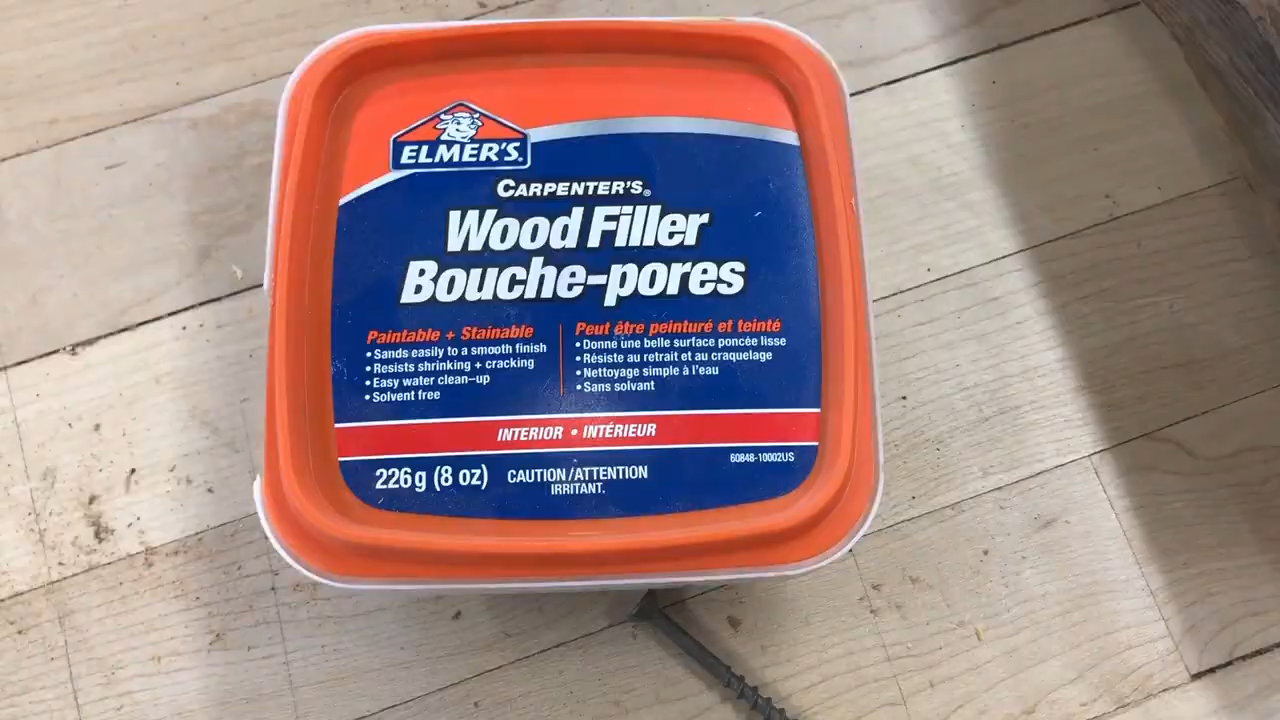 ELMER'S®
CARPENTER'S®
Wood Filler
Bouche-pores
Paintable + Stainable
• Sands easily to a smooth finish
• Resists shrinking + cracking
• Easy water clean-up
• Solvent free
Peut être peinturé et teinté
• Donne une belle surface poncée lisse
• Résiste au retrait et au craquelage
• Nettoyage simple à l'eau
• Sans solvant
INTERIOR • INTÉRIEUR
60848-10002US
226g (8 oz)
CAUTION/ATTENTION
IRRITANT.